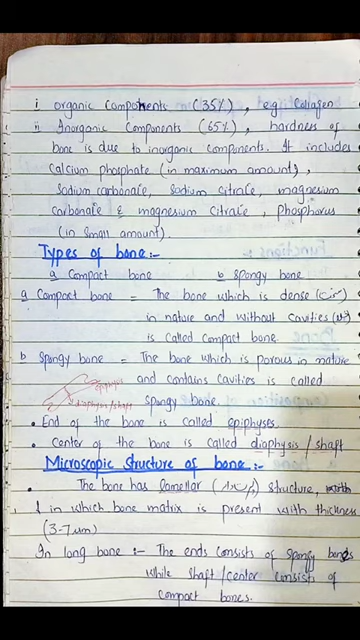 i organic components (35%), e.g Collagen
ii Inorganic Components (65%), hardness of
bone is due to inorganic components. It includes
Calcium phosphate (in maximum amount),
Sodium carbonate, Sodium citrate, magnesium
Carbonate & magnesium Citrate, phosphorus
(in small amount).
Types of bone:-
a Compact bone b Spongy bone
a Compact bone = The bone which is dense (سخت)
in nature and without cavities
is called compact bone.
b Spongy bone = The bone which is porous in nature
and contains cavities is called
spongy bone.
epiphysis
diaphysis/shaft
• End of the bone is called epiphyses.
• Center of the bone is called diaphysis / shaft
Microscopic Structure of bone:-
• The bone has lamellar structure,
& in which bone matrix is present with thickness
(3-7um)
In long bone :- The ends consists of spongy bones
while shaft/center consists of
compact bones.